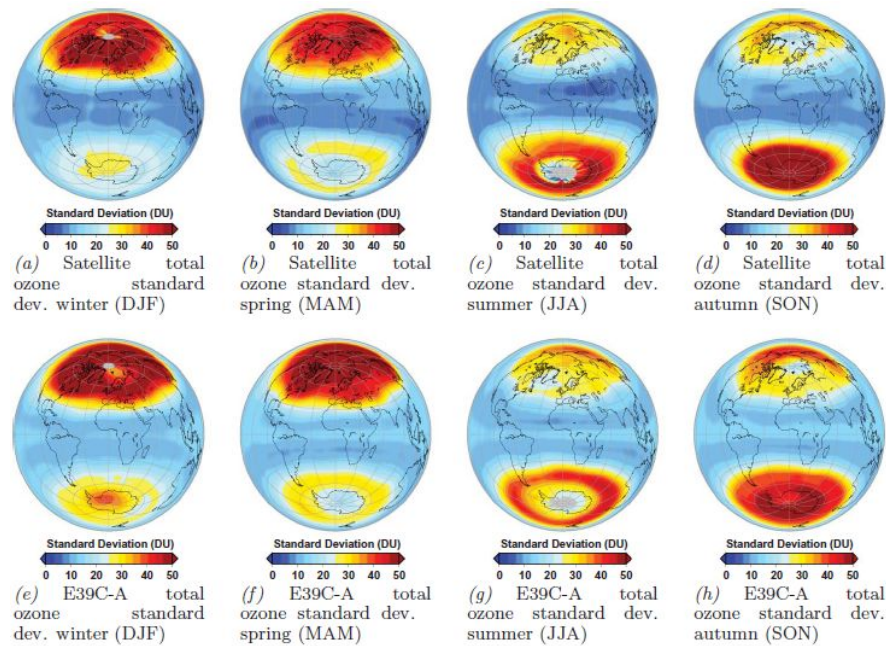 Standard Deviation (DU)
0 10 20 30 40 50
(a) Satellite total
ozone standard
dev. winter (DJF)
Standard Deviation (DU)
0 10 20 30 40 50
(b) Satellite total
ozone standard dev.
spring (MAM)
Standard Deviation (DU)
0 10 20 30 40 50
(c) Satellite total
ozone standard dev.
summer (JJA)
Standard Deviation (DU)
0 10 20 30 40 50
(d) Satellite total
ozone standard dev.
autumn (SON)
Standard Deviation (DU)
0 10 20 30 40 50
(e) E39C-A total
ozone standard
dev. winter (DJF)
Standard Deviation (DU)
0 10 20 30 40 50
(f) E39C-A total
ozone standard dev.
spring (MAM)
Standard Deviation (DU)
0 10 20 30 40 50
(g) E39C-A total
ozone standard dev.
summer (JJA)
Standard Deviation (DU)
0 10 20 30 40 50
(h) E39C-A total
ozone standard dev.
autumn (SON)